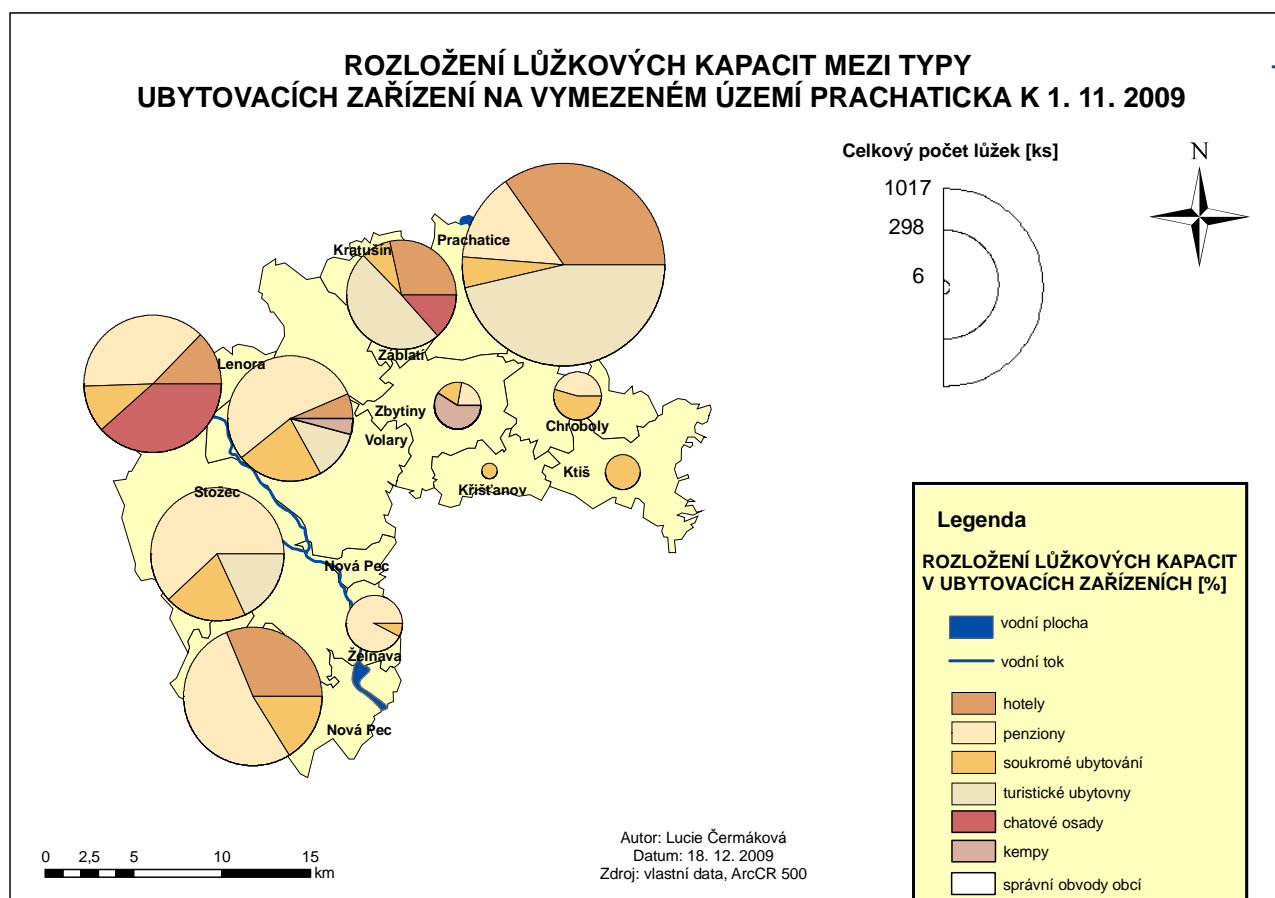 ROZLOŽENÍ LŮŽKOVÝCH KAPACIT MEZI TYPY
UBYTOVACÍCH ZAŘÍZENÍ NA VYMEZENÉM ÚZEMÍ PRACHATICKA K 1. 11. 2009
Celkový počet lůžek [ks]
1017
298
6
N
Prachatice
Kratušín
Záblatí
Lenora
Zbytiny
Volary
Chroboly
Křišťanov
Ktiš
Stožec
Nová Pec
Želnava
Nová Pec
Legenda
ROZLOŽENÍ LŮŽKOVÝCH KAPACIT
V UBYTOVACÍCH ZAŘÍZENÍCH [%]
vodní plocha
vodní tok
hotely
penziony
soukromé ubytování
turistické ubytovny
chatové osady
kempy
správní obvody obcí
0 2,5 5 10 15
km
Autor: Lucie Čermáková
Datum: 18. 12. 2009
Zdroj: vlastní data, ArcCR 500